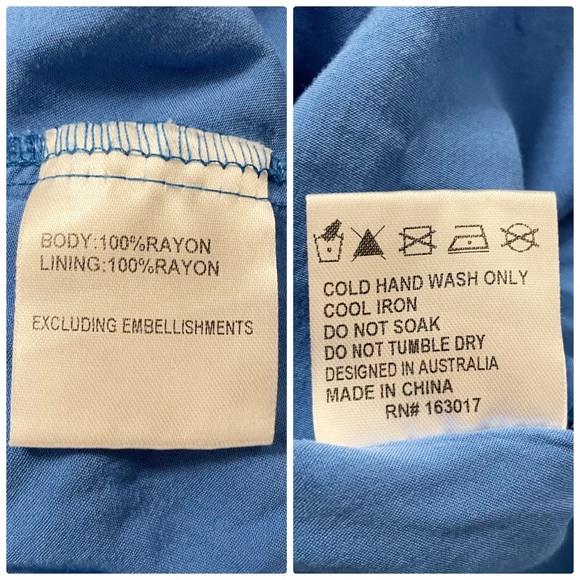 BODY:100%RAYON
LINING:100%RAYON
EXCLUDING EMBELLISHMENTS
COLD HAND WASH ONLY
COOL IRON
DO NOT SOAK
DO NOT TUMBLE DRY
DESIGNED IN AUSTRALIA
MADE IN CHINA
RN# 163017